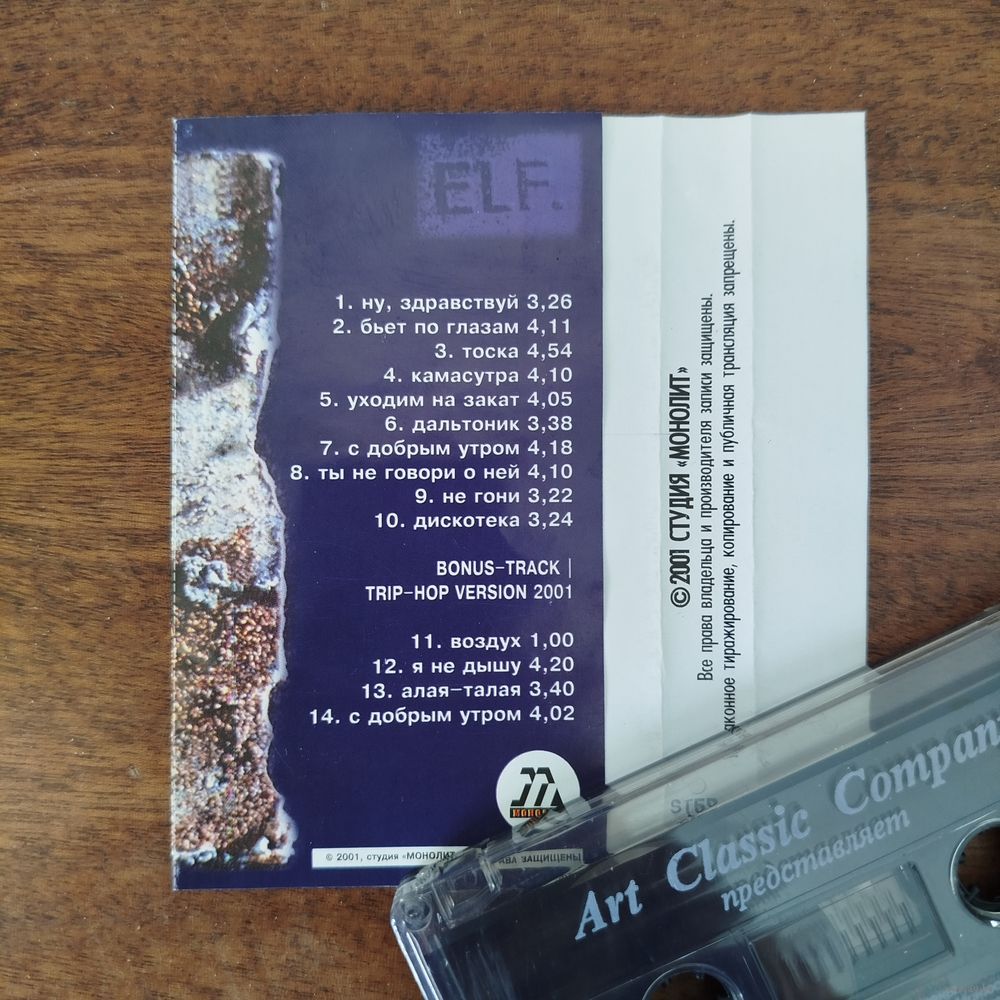 ELF.
1. ну, здравствуй 3,26
2. бьет по глазам 4,11
3. тоска 4,54
4. камасутра 4,10
5. уходим на закат 4,05
6. дальтоник 3,38
7. с добрым утром 4,18
8. ты не говори о ней 4,10
9. не гони 3,22
10. дискотека 3,24
BONUS-TRACK |
TRIP-HOP VERSION 2001
11. воздух 1,00
12. я не дышу 4,20
13. алая-талая 3,40
14. с добрым утром 4,02
© 2001, студия «МОНОЛИТ ЗАЩИЩЕНЫ
© 2001 СТУДИЯ «МОНОЛИТ»
Все права владельца и производителя записи защищены.
тиражирование, копирование и публичная трансляция запрещены.
Art Classic
представляет